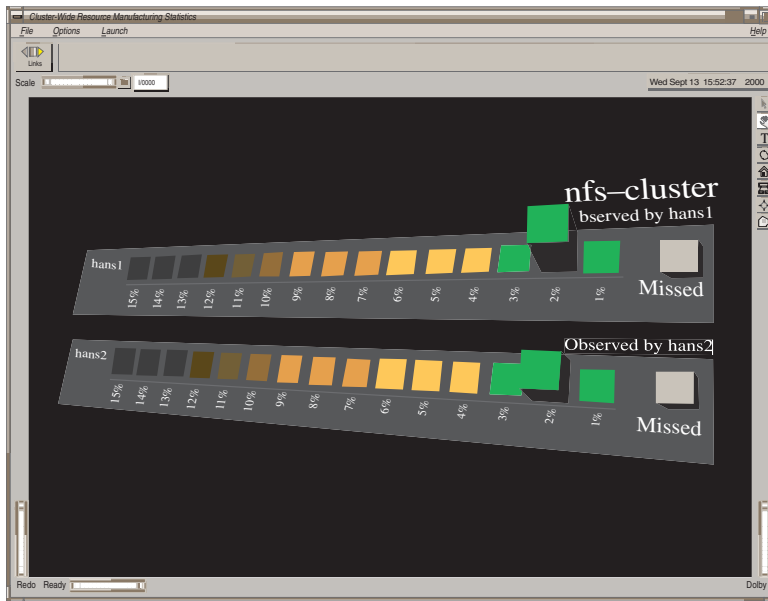 Cluster-Wide Resource Manufacturing Statistics
File Options Launch Help
Links
Scale
I/0000
Wed Sept 13 15:52:37 2000
T
nfs–cluster
bserved by hans1
hans1
15% 14% 13% 12% 11% 10% 9% 8% 7% 6% 5% 4% 3% 2% 1%
Missed
Observed by hans2
hans2
15% 14% 13% 12% 11% 10% 9% 8% 7% 6% 5% 4% 3% 2% 1%
Missed
Redo Ready Dolby